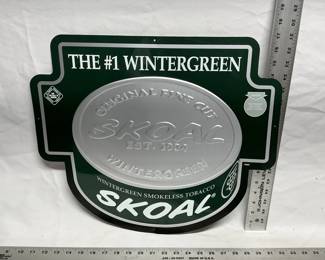 THE #1 WINTERGREEN
ORIGINAL FINE CUT
SKOAL
EST. 1934
WINTERGREEN
WINTERGREEN SMOKELESS TOBACCO
SKOAL